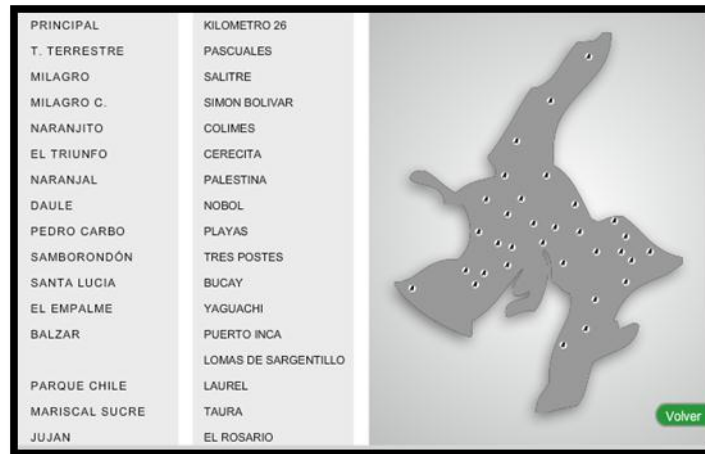 PRINCIPAL
T. TERRESTRE
MILAGRO
MILAGRO C.
NARANJITO
EL TRIUNFO
NARANJAL
DAULE
PEDRO CARBO
SAMBORONDÓN
SANTA LUCIA
EL EMPALME
BALZAR
PARQUE CHILE
MARISCAL SUCRE
JUJAN
KILOMETRO 26
PASCUALES
SALITRE
SIMON BOLIVAR
COLIMES
CERECITA
PALESTINA
NOBOL
PLAYAS
TRES POSTES
BUCAY
YAGUACHI
PUERTO INCA
LOMAS DE SARGENTILLO
LAUREL
TAURA
EL ROSARIO
Volver